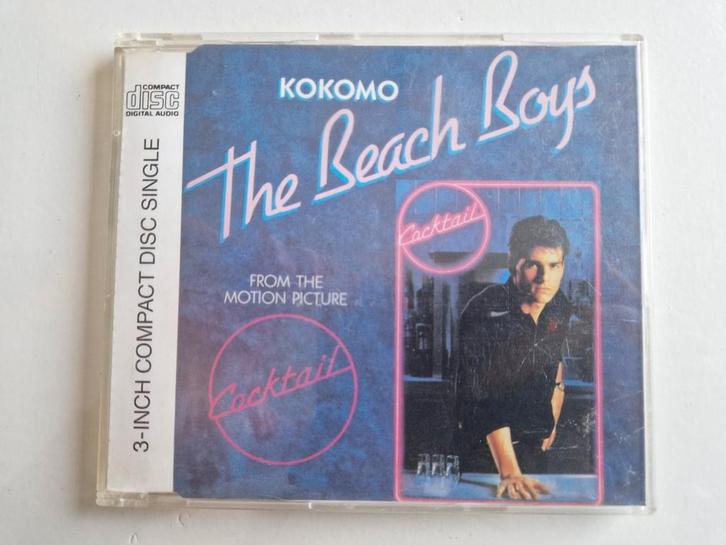 COMPACT
disc
DIGITAL AUDIO
3-INCH COMPACT DISC SINGLE
KOKOMO
The Beach Boys
FROM THE
MOTION PICTURE
Cocktail
Cocktail